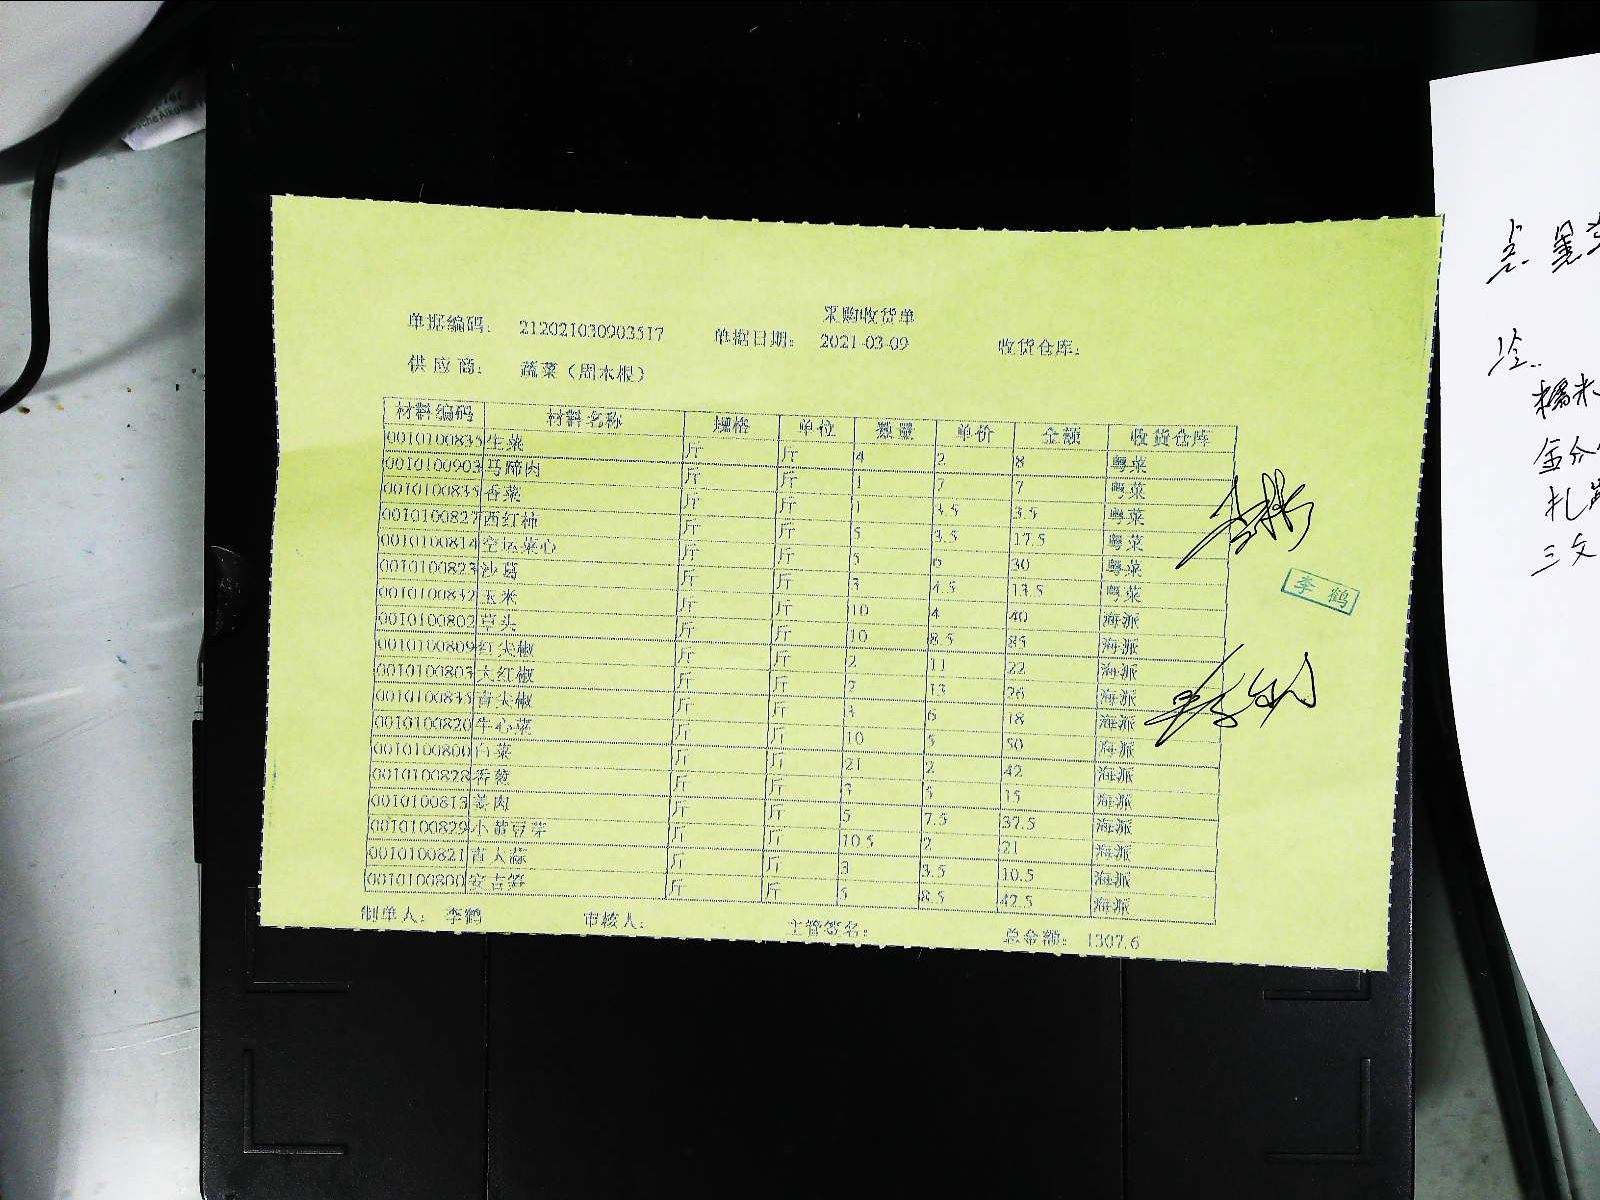 采购收货单
单据编码： 212021030903517 单据日期： 2021-03-09 收货仓库：
供应商： 蔬菜（周木根）
材料编码 材料名称 规格 单位 数量 单价 金额 收货仓库
0010100835 生菜 斤 斤 4 2 8 粤菜
0010100903 马蹄肉 斤 斤 1 7 7 粤菜
0010100835 香菜 斤 斤 1 3.5 3.5 粤菜
0010100827 西红柿 斤 斤 5 3.5 17.5 粤菜
0010100814 空运菜心 斤 斤 5 6 30 粤菜
0010100823 沙葛 斤 斤 3 4.5 13.5 粤菜
0010100832 玉米 斤 斤 10 4 40 海派
0010100802 草头 斤 斤 10 8.5 85 海派
0010100809 红尖椒 斤 斤 2 11 22 海派
0010100803 大红椒 斤 斤 2 13 26 海派
0010100835 青尖椒 斤 斤 3 6 18 海派
0010100820 牛心菜 斤 斤 10 5 50 海派
0010100800 白菜 斤 斤 21 2 42 海派
0010100828 香葱 斤 斤 3 5 15 海派
0010100813 姜肉 斤 斤 5 7.5 37.5 海派
0010100829 小黄豆芽 斤 斤 10.5 2 21 海派
0010100821 青大蒜 斤 斤 3 3.5 10.5 海派
0010100800 安吉笋 斤 斤 5 8.5 42.5 海派
制单人： 李鹤 审核人： 主管签名： 总金额： 1307.6
李鹤
糯米
三文